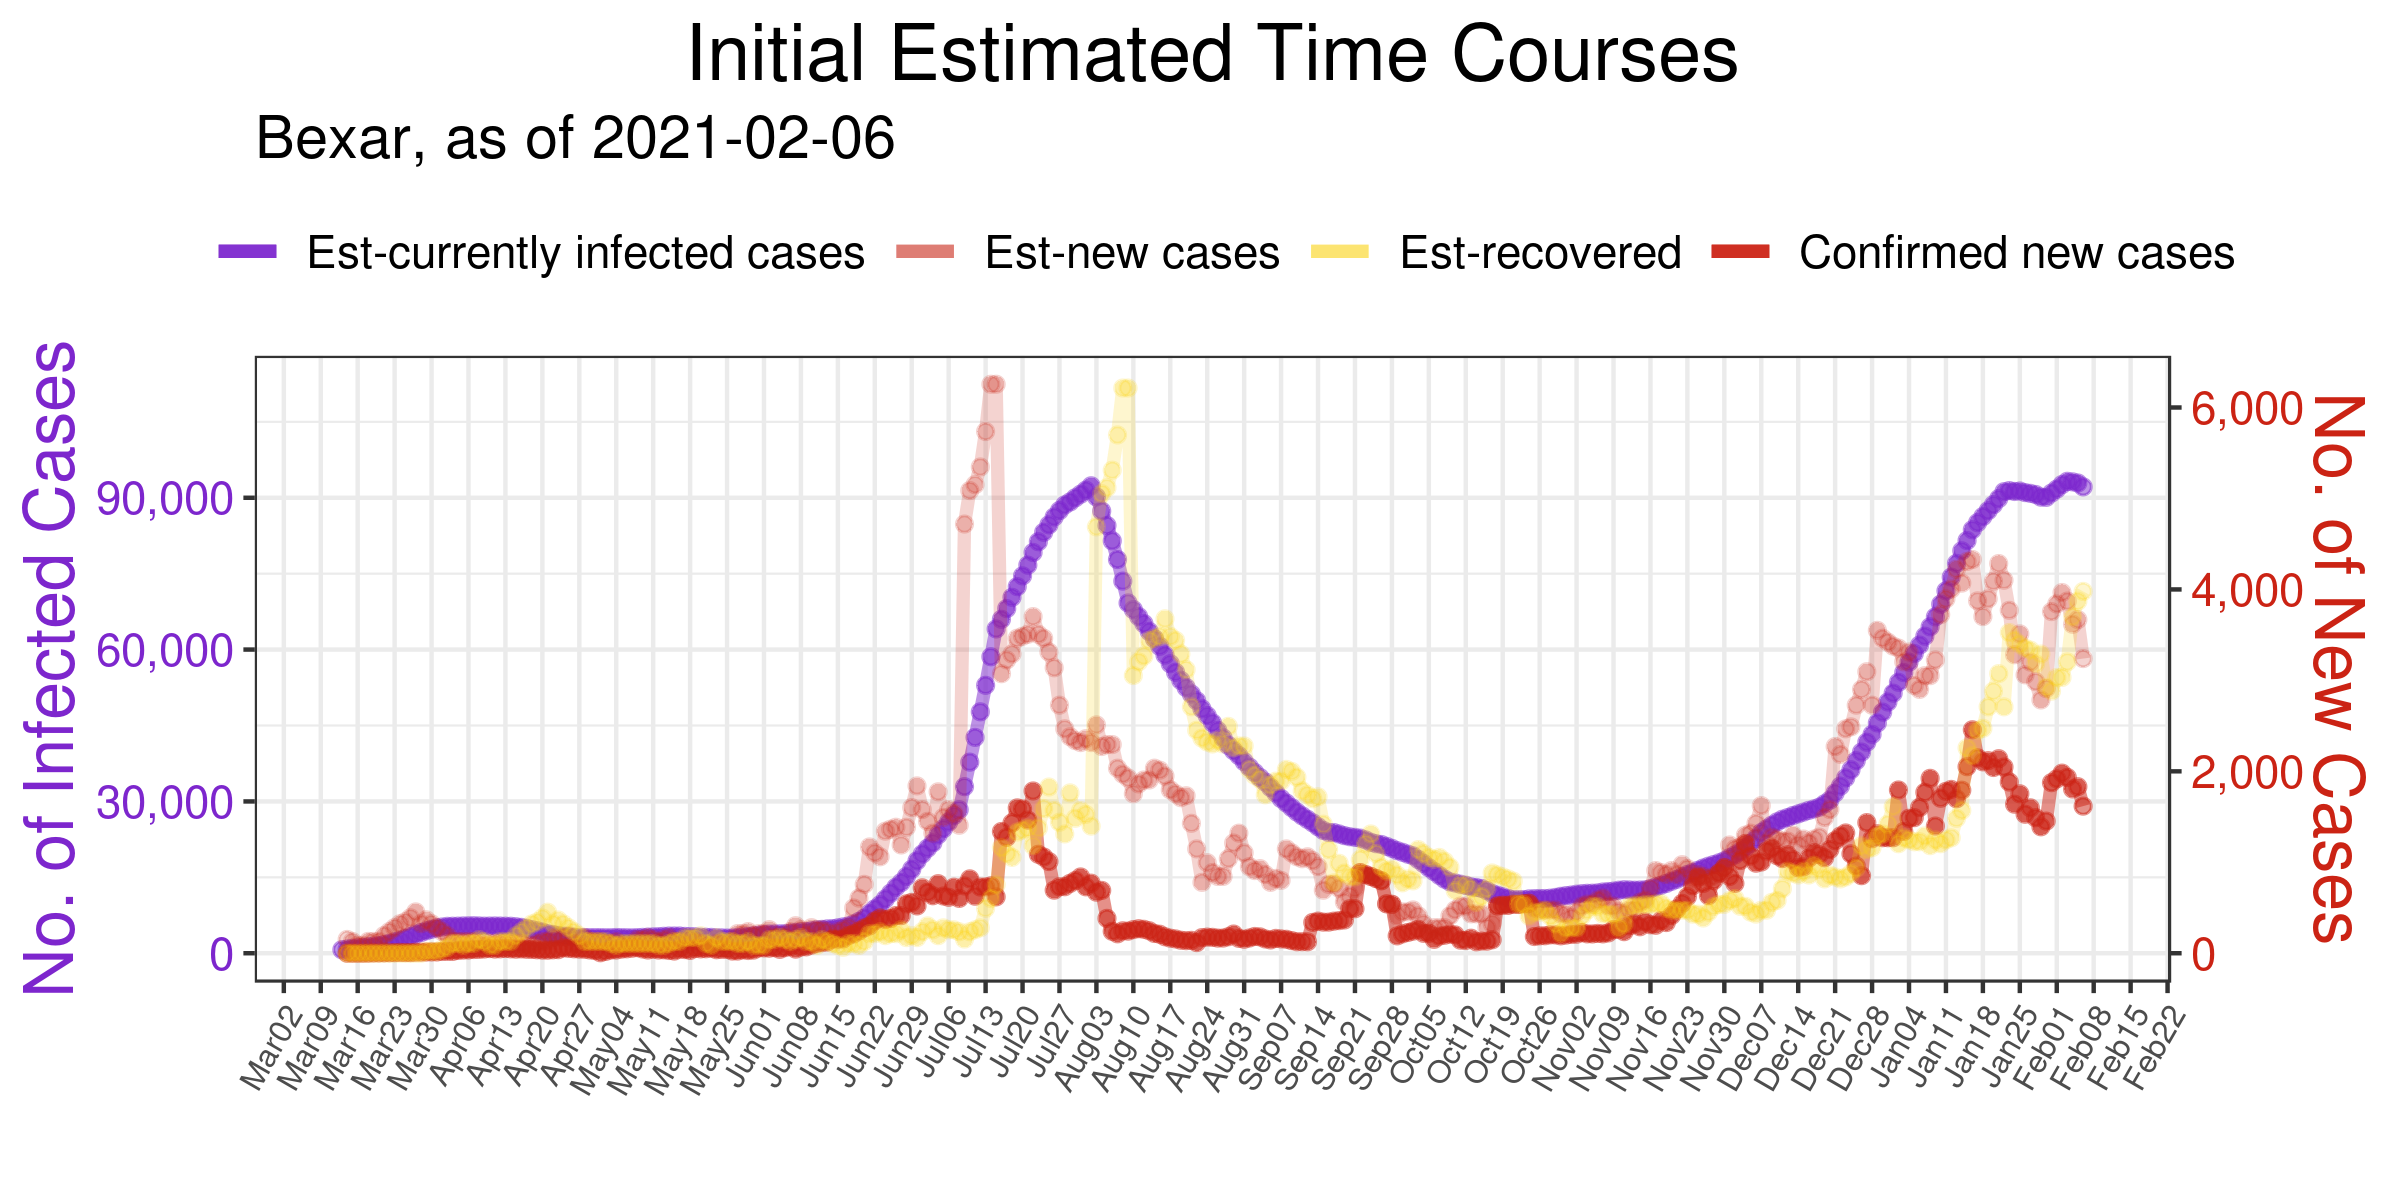 Initial Estimated Time Courses
Bexar, as of 2021-02-06
Est-currently infected cases Est-new cases Est-recovered Confirmed new cases
No. of Infected Cases
90,000
60,000
30,000
0
6,000
4,000
2,000
0
No. of New Cases
Mar02 Mar09 Mar16 Mar23 Mar30 Apr06 Apr13 Apr20 Apr27 May04 May11 May18 May25 Jun01 Jun08 Jun15 Jun22 Jun29 Jul06 Jul13 Jul20 Jul27 Aug03 Aug10 Aug17 Aug24 Aug31 Sep07 Sep14 Sep21 Sep28 Oct05 Oct12 Oct19 Oct26 Nov02 Nov09 Nov16 Nov23 Nov30 Dec07 Dec14 Dec21 Dec28 Jan04 Jan11 Jan18 Jan25 Feb01 Feb08 Feb15 Feb22